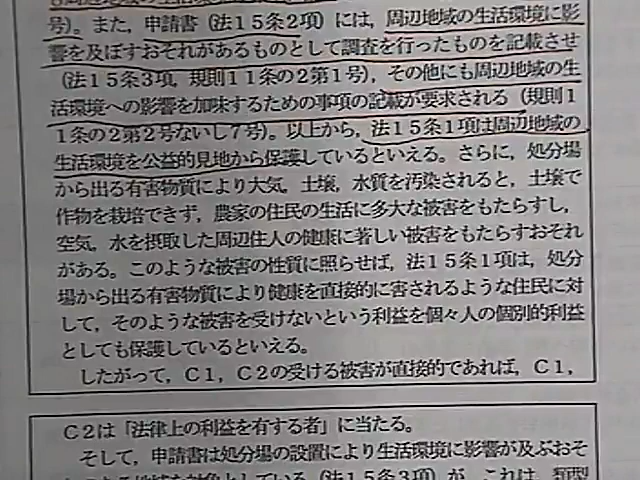 号）。また，申請書（法１５条２項）には，周辺地域の生活環境に影
響を及ぼすおそれがあるものとして調査を行ったものを記載させ
（法１５条３項，規則１１条の２第１号），その他にも周辺地域の生
活環境への影響を加味するための事項の記載が要求される（規則１
１条の２第２号ないし７号）。以上から，法１５条１項は周辺地域の
生活環境を公益的見地から保護しているといえる。さらに，処分場
から出る有害物質により大気，土壌，水質を汚染されると，土壌で
作物を栽培できず，農家の住民の生活に多大な被害をもたらすし，
空気，水を摂取した周辺住人の健康に著しい被害をもたらすおそれ
がある。このような被害の性質に照らせば，法１５条１項は，処分
場から出る有害物質により健康を直接的に害されるような住民に対
して，そのような被害を受けないという利益を個々人の個別的利益
としても保護しているといえる。
したがって，Ｃ１，Ｃ２の受ける被害が直接的であれば，Ｃ１，
Ｃ２は「法律上の利益を有する者」に当たる。
そして，申請書は処分場の設置により生活環境に影響が及ぶおそ
（法１５条３項）が，これは，類型